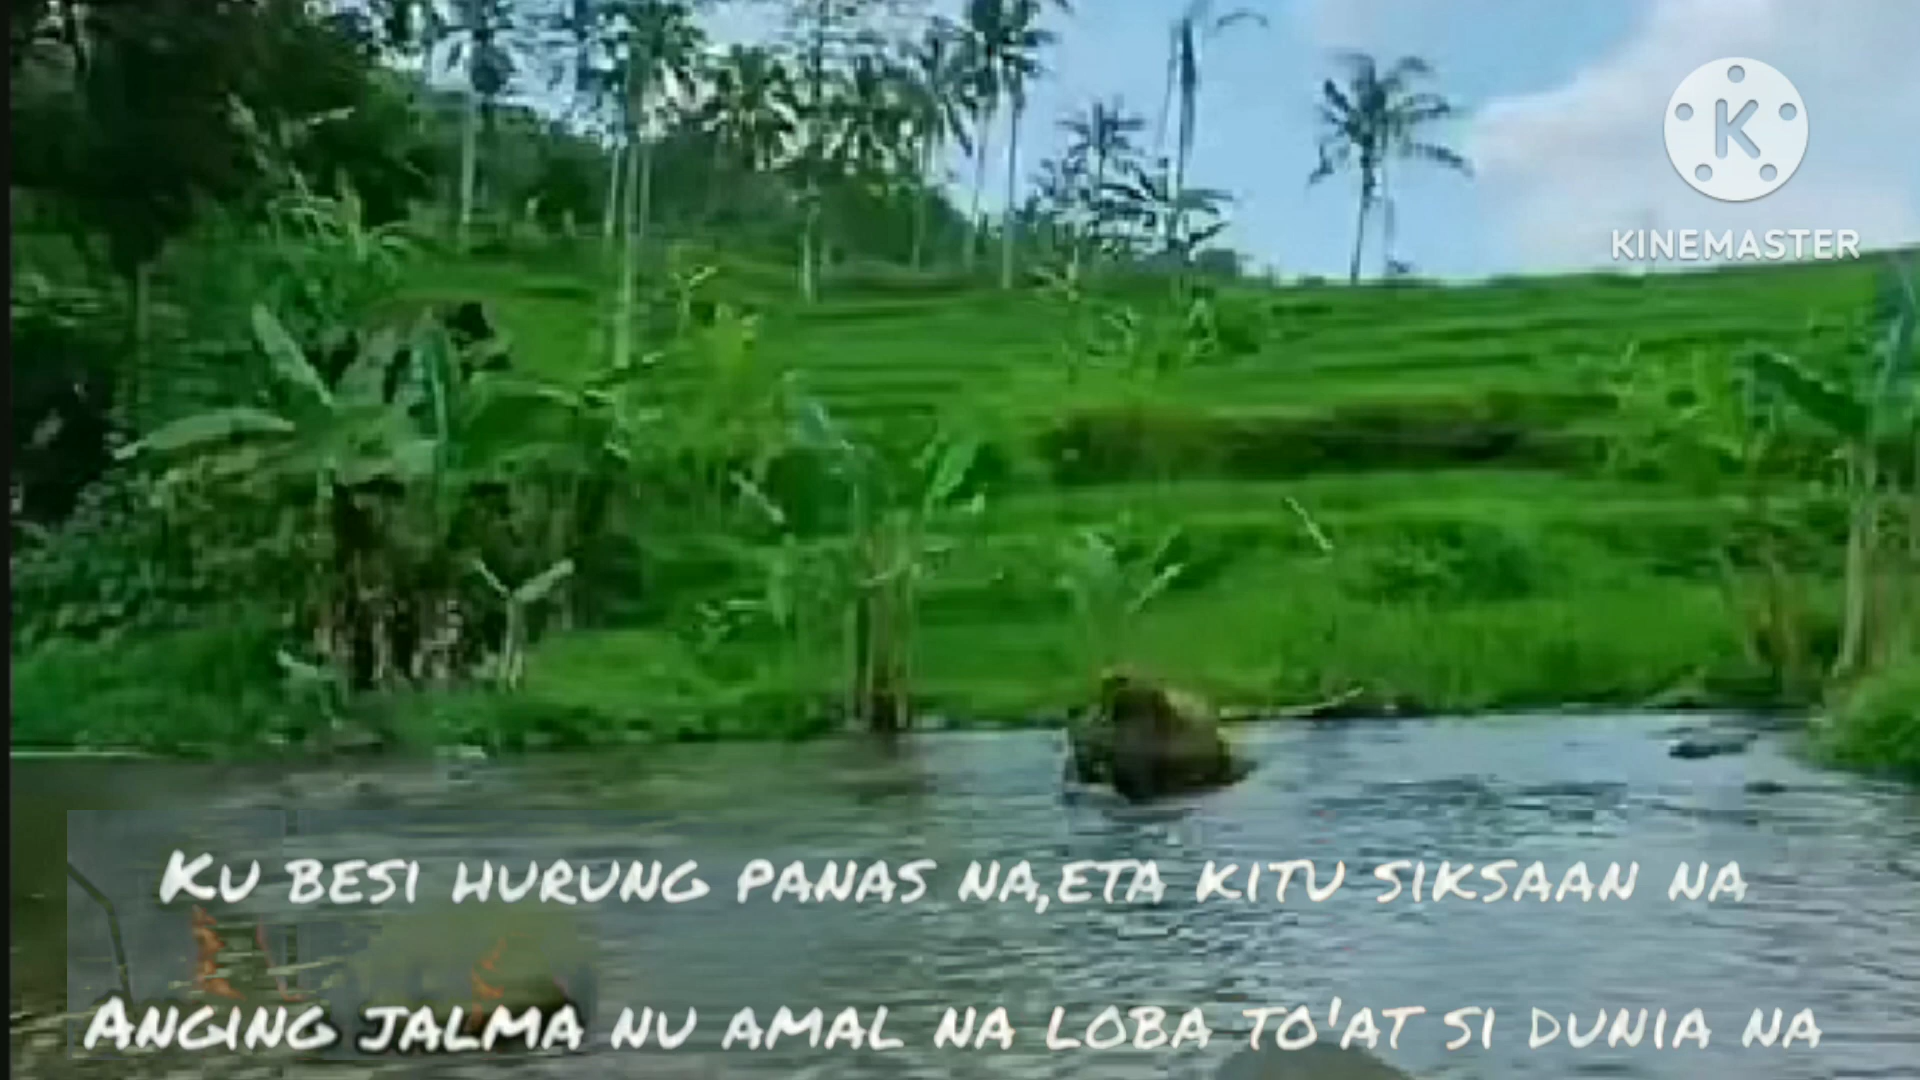 K
KINEMASTER
Ku besi hurung panas na,eta kitu siksaan na
Anging jalma nu amal na loba to'at si dunia na